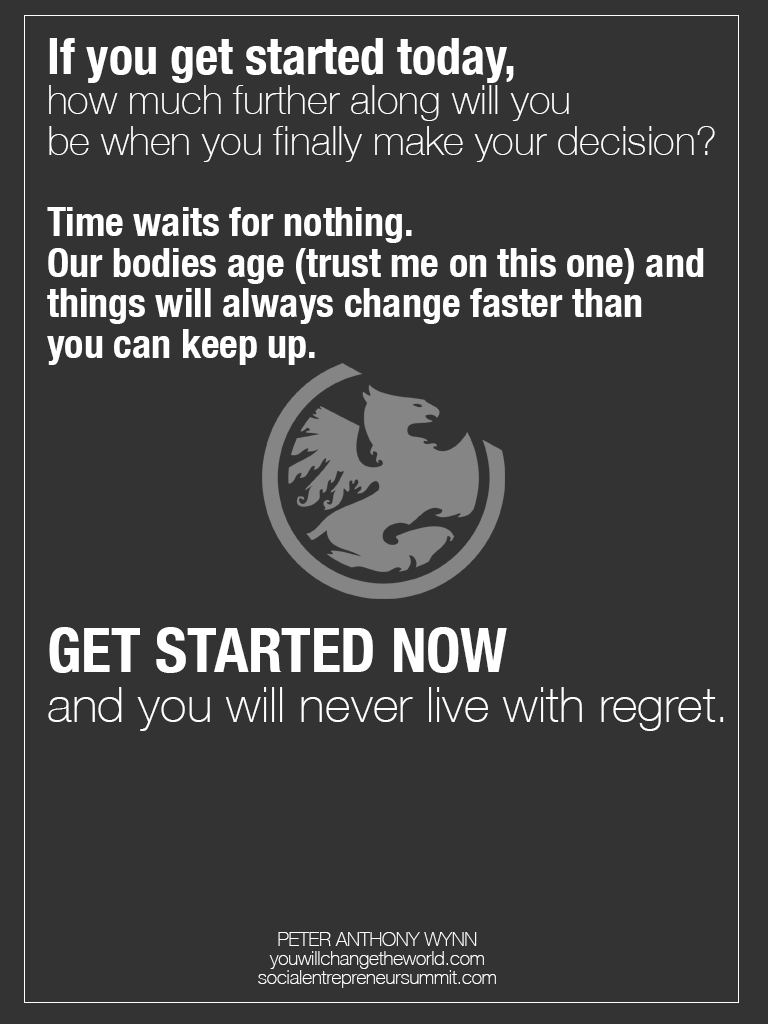 If you get started today,
how much further along will you
be when you finally make your decision?
Time waits for nothing.
Our bodies age (trust me on this one) and
things will always change faster than
you can keep up.
GET STARTED NOW
and you will never live with regret.
PETER ANTHONY WYNN
youwillchangetheworld.com
socialentrepreneursummit.com